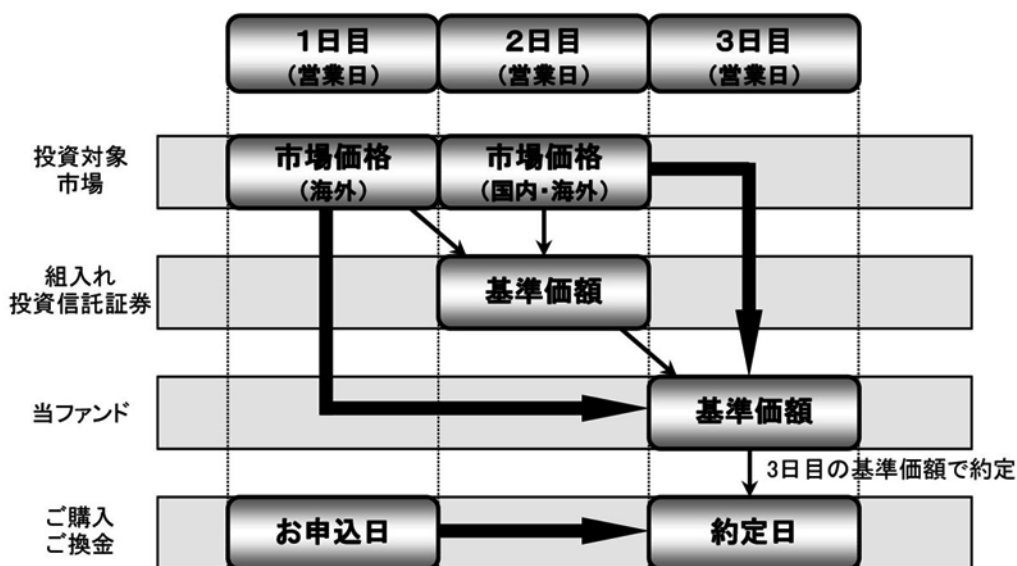 1日目
(営業日)
2日目
(営業日)
3日目
(営業日)
投資対象
市場
市場価格
(海外)
市場価格
(国内・海外)
組入れ
投資信託証券
基準価額
当ファンド
基準価額
3日目の基準価額で約定
ご購入
ご換金
お申込日
約定日